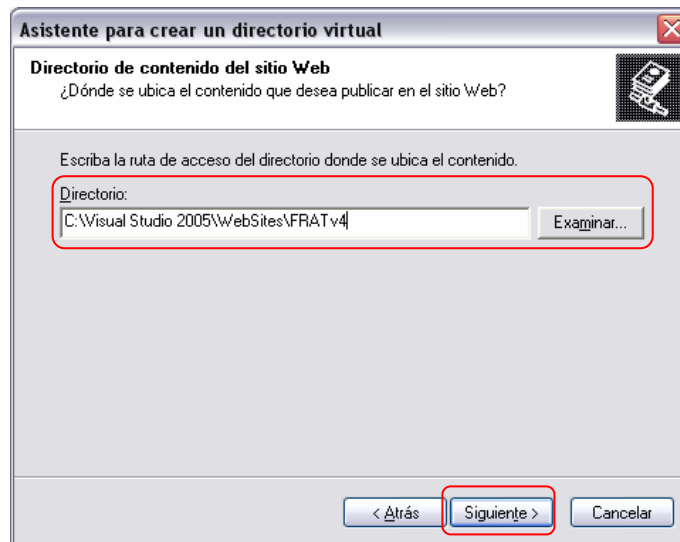 Asistente para crear un directorio virtual
Directorio de contenido del sitio Web
¿Dónde se ubica el contenido que desea publicar en el sitio Web?
Escriba la ruta de acceso del directorio donde se ubica el contenido.
Directorio:
C:\Visual Studio 2005\WebSites\FRATv4
Examinar...
< Atrás
Siguiente >
Cancelar